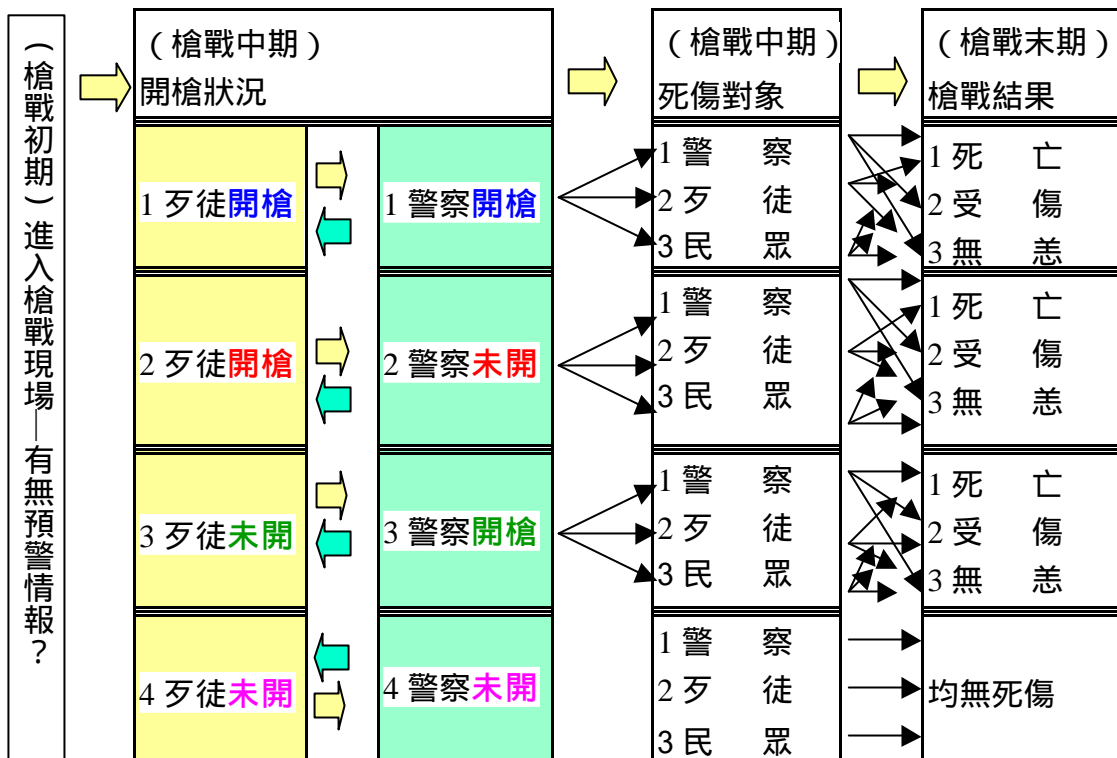 （槍戰初期）進入槍戰現場—有無預警情報？
（槍戰中期）
開槍狀況
（槍戰中期）
死傷對象
（槍戰末期）
槍戰結果
1 歹徒開槍
1 警察開槍
1 警 察
2 歹 徒
3 民 眾
1 死 亡
2 受 傷
3 無 恙
2 歹徒開槍
2 警察未開
1 警 察
2 歹 徒
3 民 眾
1 死 亡
2 受 傷
3 無 恙
3 歹徒未開
3 警察開槍
1 警 察
2 歹 徒
3 民 眾
1 死 亡
2 受 傷
3 無 恙
4 歹徒未開
4 警察未開
1 警 察
2 歹 徒
3 民 眾
均無死傷